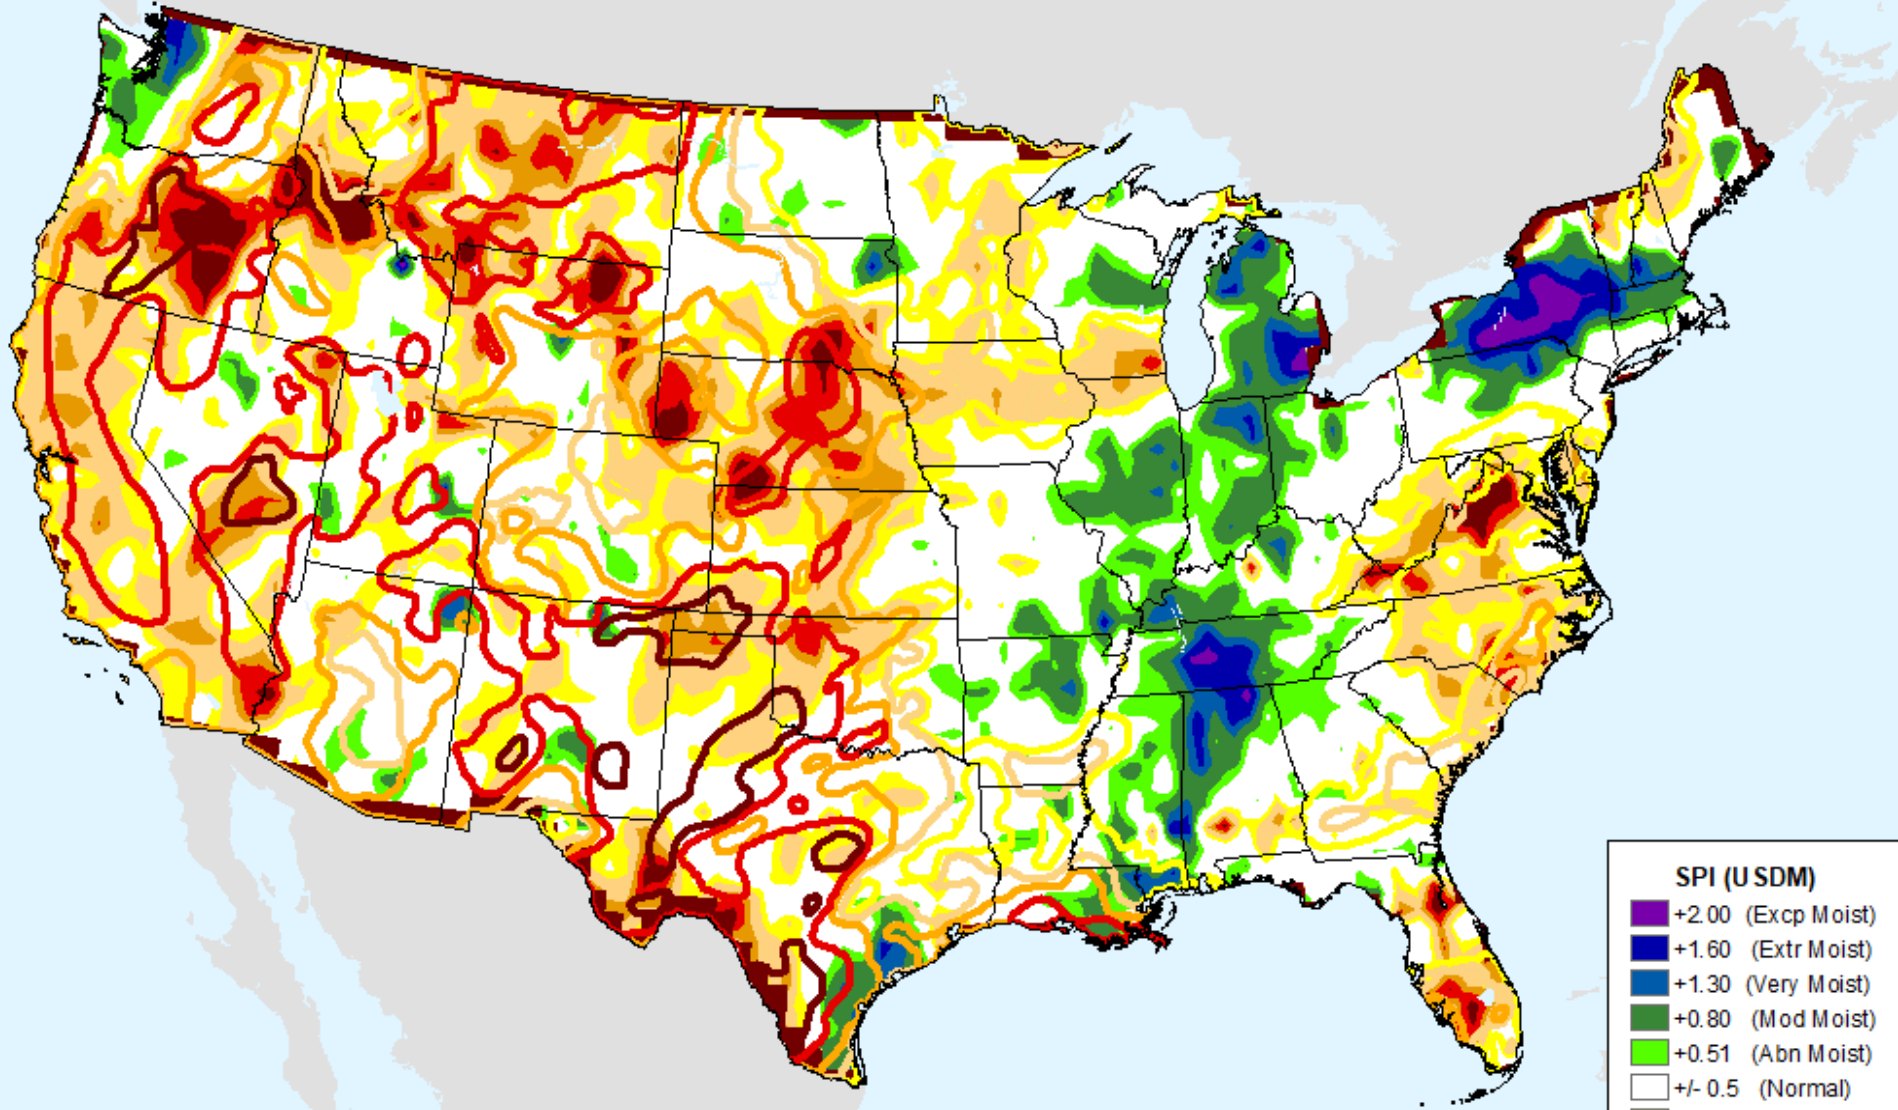 SPI (USDM)
+2.00 (Excp Moist)
+1.60 (Extr Moist)
+1.30 (Very Moist)
+0.80 (Mod Moist)
+0.51 (Abn Moist)
+/- 0.5 (Normal)